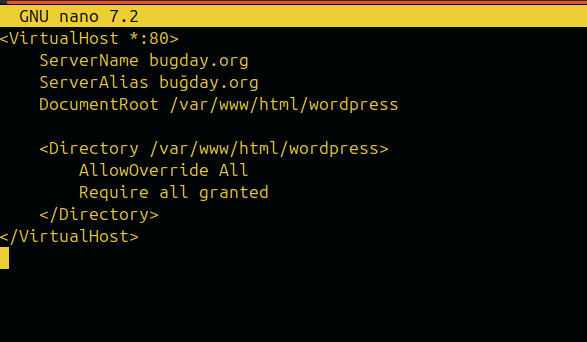 GNU nano 7.2
<VirtualHost *:80>
    ServerName bugday.org
    ServerAlias buğday.org
    DocumentRoot /var/www/html/wordpress

    <Directory /var/www/html/wordpress>
        AllowOverride All
        Require all granted
    </Directory>
</VirtualHost>